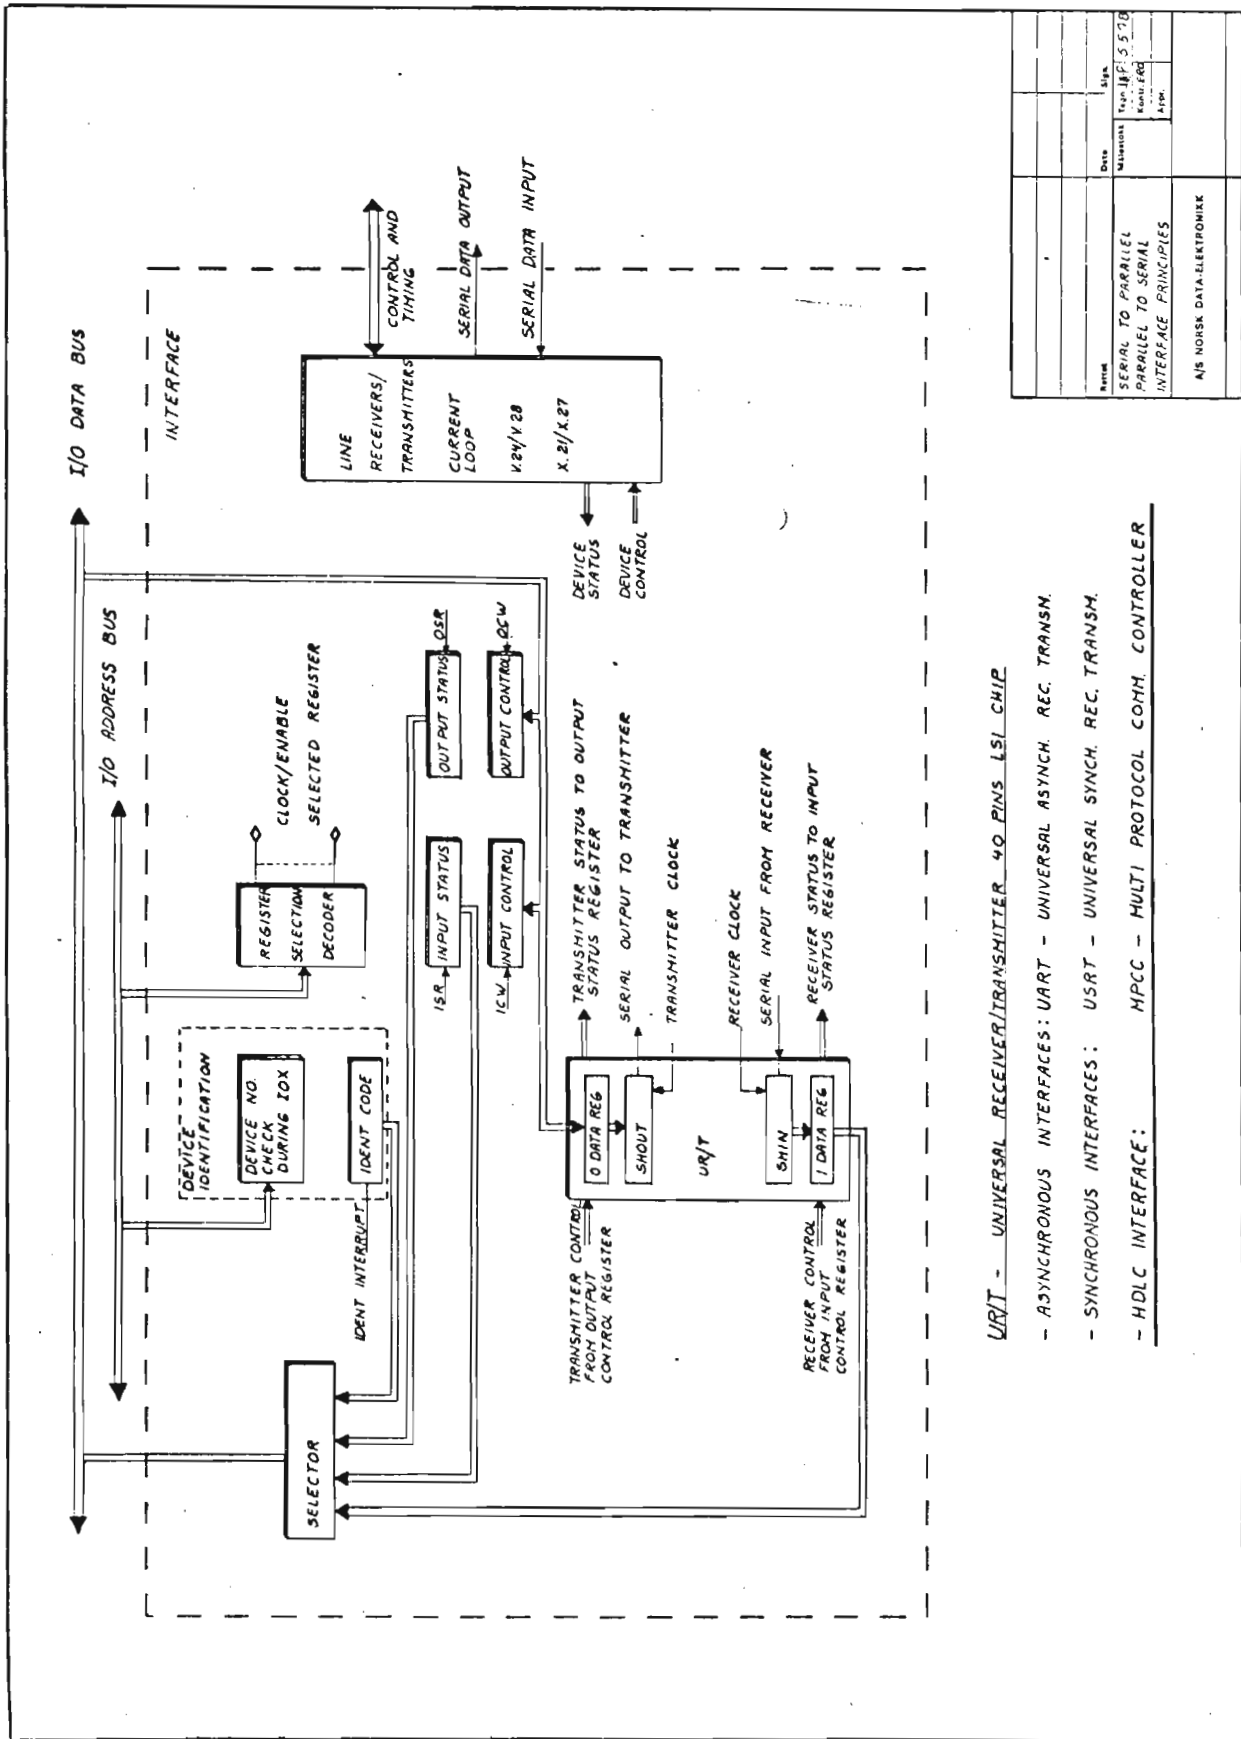 I/O DATA BUS
I/O ADDRESS BUS
INTERFACE
SELECTOR
DEVICE
IDENTIFICATION
DEVICE NO.
CHECK
DURING IOX
IDENT CODE
IDENT INTERRUPT
REGISTER
SELECTION
DECODER
CLOCK/ENABLE
SELECTED REGISTER
ISR
INPUT STATUS
OUTPUT STATUS
OSR
ICW
INPUT CONTROL
OUTPUT CONTROL
OCW
LINE
RECEIVERS/
TRANSMITTERS
CURRENT
LOOP
V.24/V.28
X.21/X.27
CONTROL AND
TIMING
SERIAL DATA OUTPUT
SERIAL DATA INPUT
DEVICE
STATUS
DEVICE
CONTROL
TRANSMITTER CONTROL
FROM OUTPUT
CONTROL REGISTER
O DATA REG
SHOUT
UR/T
SHIN
I DATA REG
TRANSMITTER STATUS TO OUTPUT
STATUS REGISTER
SERIAL OUTPUT TO TRANSMITTER
TRANSMITTER CLOCK
RECEIVER CLOCK
SERIAL INPUT FROM RECEIVER
RECEIVER STATUS TO INPUT
STATUS REGISTER
RECEIVER CONTROL
FROM INPUT
CONTROL REGISTER
UR/T - UNIVERSAL RECEIVER/TRANSMITTER 40 PINS LSI CHIP
- ASYNCHRONOUS INTERFACES: UART - UNIVERSAL ASYNCH. REC. TRANSM.
- SYNCHRONOUS INTERFACES: USRT - UNIVERSAL SYNCH. REC. TRANSM.
- HDLC INTERFACE: MPCC - MULTI PROTOCOL COMM. CONTROLLER
Rettet Date Sign.
SERIAL TO PARALLEL
PARALLEL TO SERIAL
INTERFACE PRINCIPLES
Målestokk
Kontr.
Appr.
A/S NORSK DATA-ELEKTRONIKK